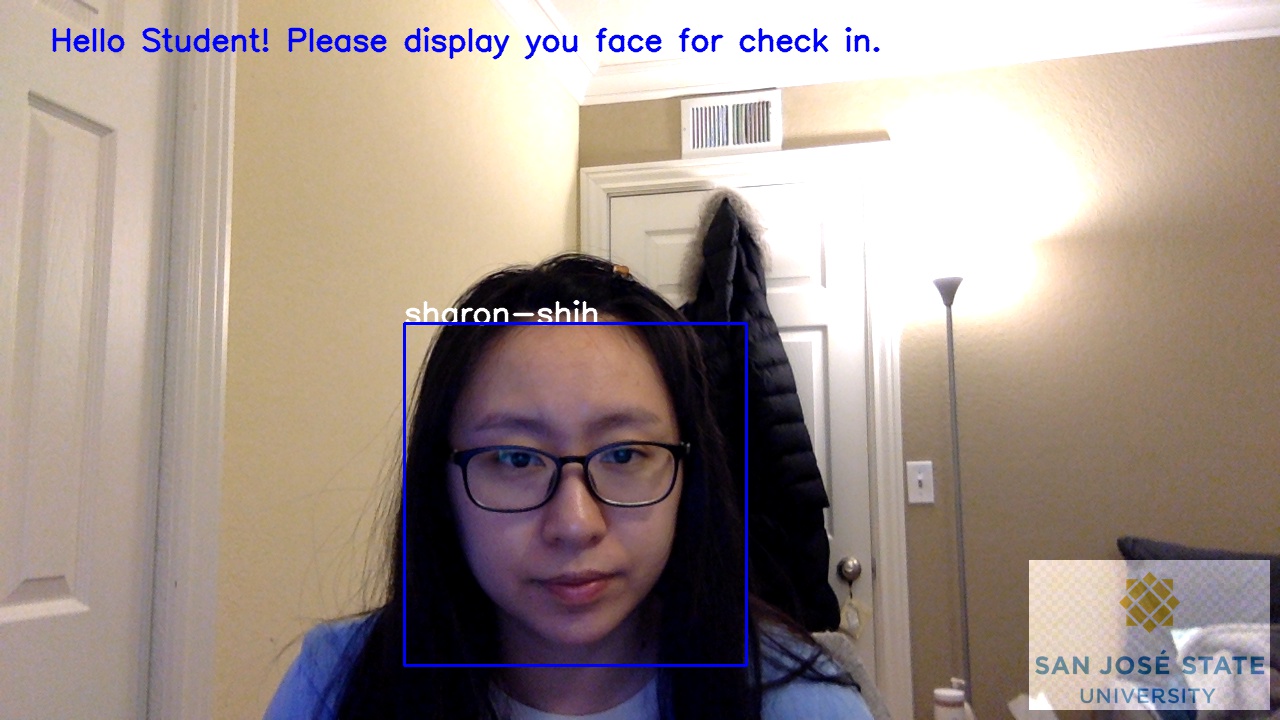 Hello Student! Please display you face for check in.
sharon-shih
SAN JOSÉ STATE
UNIVERSITY